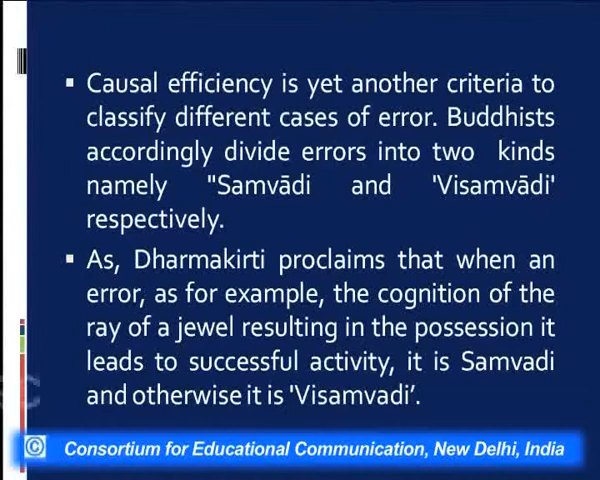 Causal efficiency is yet another criteria to
classify different cases of error. Buddhists
accordingly divide errors into two kinds
namely "Samvādi and 'Visamvādi'
respectively.
As, Dharmakirti proclaims that when an
error, as for example, the cognition of the
ray of a jewel resulting in the possession it
leads to successful activity, it is Samvadi
and otherwise it is 'Visamvadi'.
© Consortium for Educational Communication, New Delhi, India